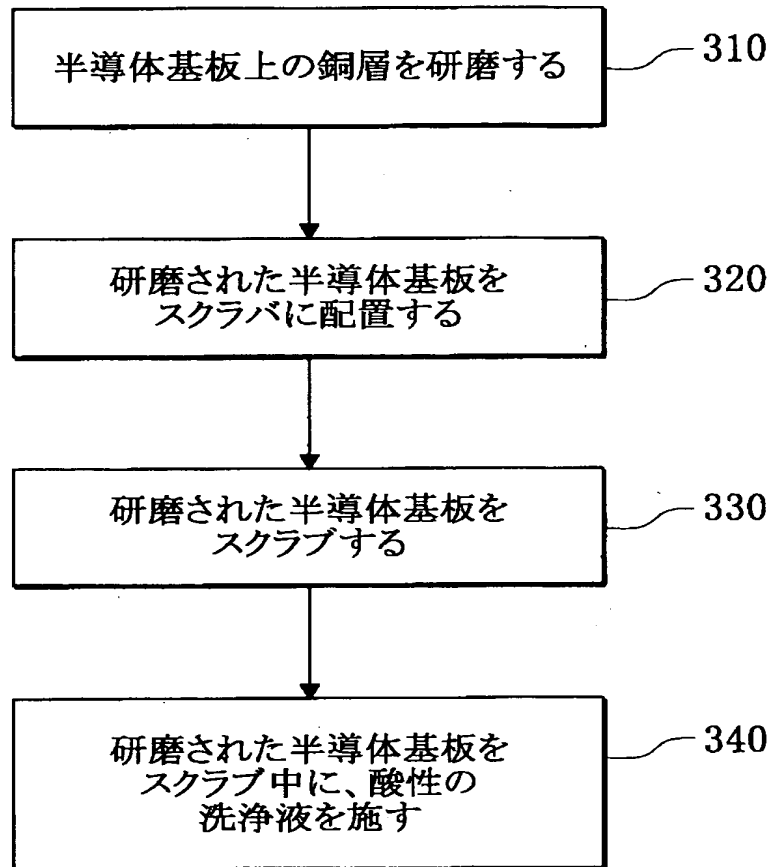 半導体基板上の銅層を研磨する
310
研磨された半導体基板を
スクラバに配置する
320
研磨された半導体基板を
スクラブする
330
研磨された半導体基板を
スクラブ中に、酸性の
洗浄液を施す
340